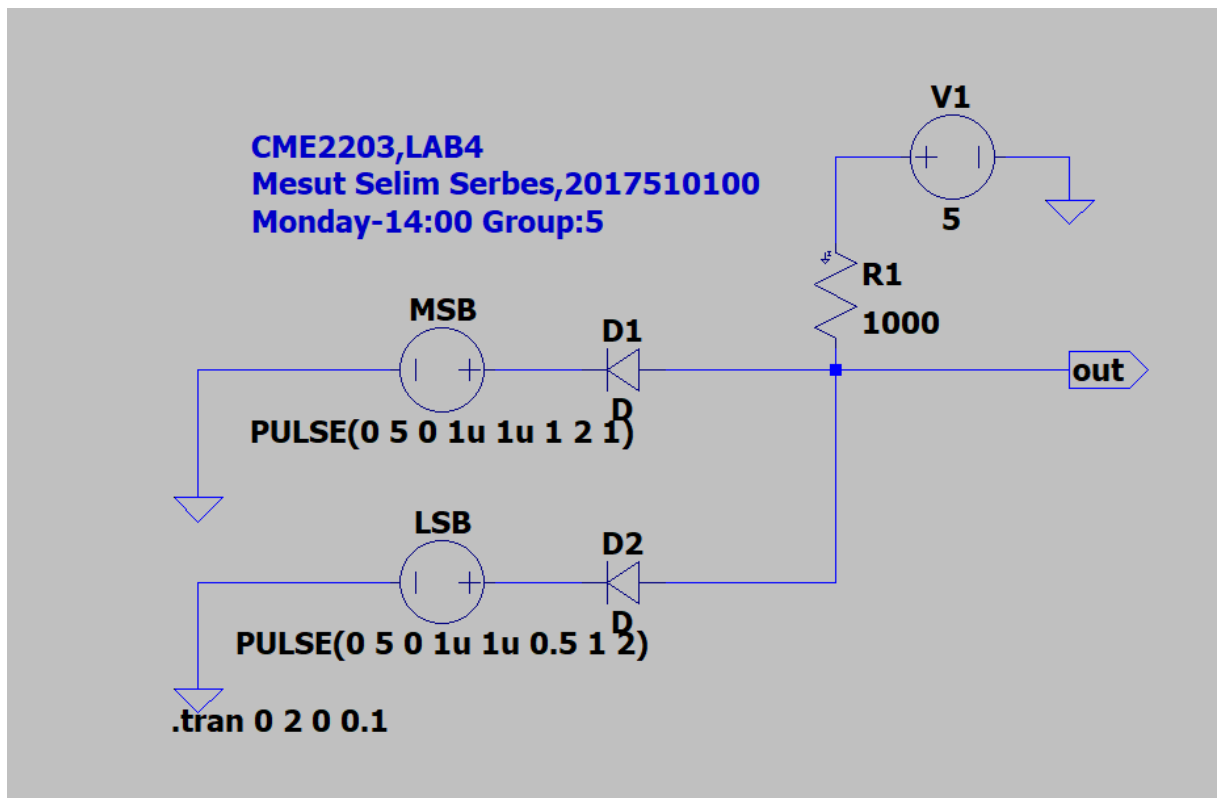 V1
CME2203,LAB4
Mesut Selim Serbes,2017510100
Monday-14:00 Group:5
5
R1
1000
MSB
D1
out
D
PULSE(0 5 0 1u 1u 1 2 1)
LSB
D2
D
PULSE(0 5 0 1u 1u 0.5 1 2)
.tran 0 2 0 0.1